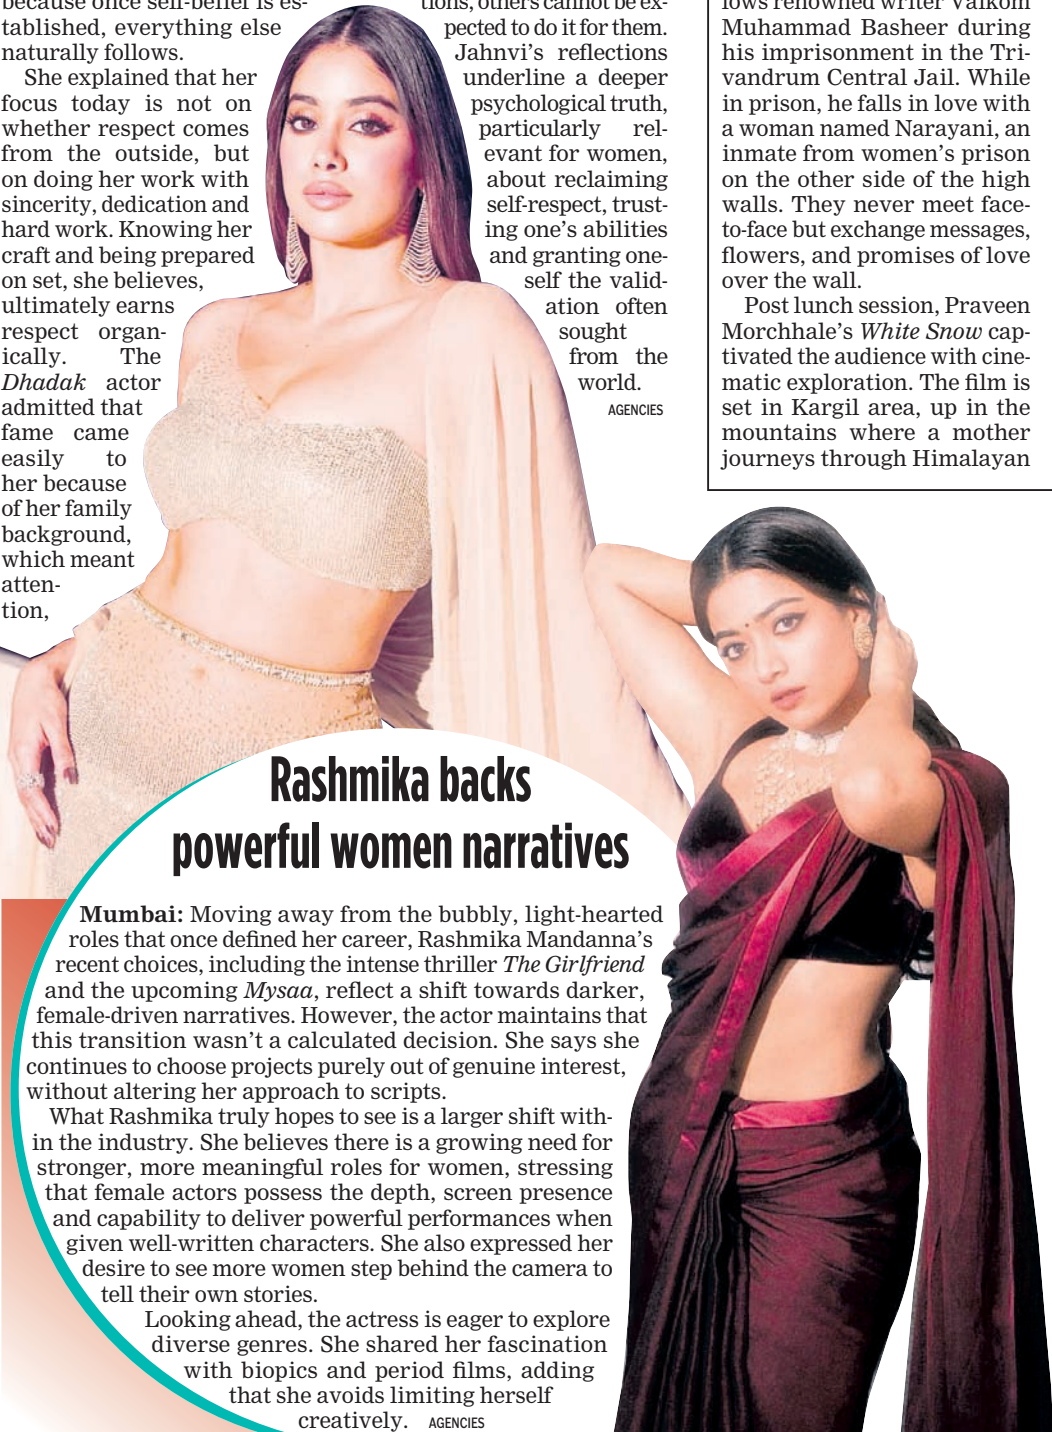 because once self-belief is es-
tablished, everything else
naturally follows.
She explained that her
focus today is not on
whether respect comes
from the outside, but
on doing her work with
sincerity, dedication and
hard work. Knowing her
craft and being prepared
on set, she believes,
ultimately earns
respect organ-
ically. The
Dhadak actor
admitted that
fame came
easily to
her because
of her family
background,
which meant
atten-
tion,
tions, others cannot be ex-
pected to do it for them.
Jahnvi's reflections
underline a deeper
psychological truth,
particularly rel-
evant for women,
about reclaiming
self-respect, trust-
ing one's abilities
and granting one-
self the valid-
ation often
sought
from the
world.
AGENCIES
lows renowned writer Vaikom
Muhammad Basheer during
his imprisonment in the Tri-
vandrum Central Jail. While
in prison, he falls in love with
a woman named Narayani, an
inmate from women's prison
on the other side of the high
walls. They never meet face-
to-face but exchange messages,
flowers, and promises of love
over the wall.
Post lunch session, Praveen
Morchhale's White Snow cap-
tivated the audience with cine-
matic exploration. The film is
set in Kargil area, up in the
mountains where a mother
journeys through Himalayan
Rashmika backs
powerful women narratives
Mumbai: Moving away from the bubbly, light-hearted
roles that once defined her career, Rashmika Mandanna's
recent choices, including the intense thriller The Girlfriend
and the upcoming Mysaa, reflect a shift towards darker,
female-driven narratives. However, the actor maintains that
this transition wasn't a calculated decision. She says she
continues to choose projects purely out of genuine interest,
without altering her approach to scripts.
What Rashmika truly hopes to see is a larger shift with-
in the industry. She believes there is a growing need for
stronger, more meaningful roles for women, stressing
that female actors possess the depth, screen presence
and capability to deliver powerful performances when
given well-written characters. She also expressed her
desire to see more women step behind the camera to
tell their own stories.
Looking ahead, the actress is eager to explore
diverse genres. She shared her fascination
with biopics and period films, adding
that she avoids limiting herself
creatively. AGENCIES